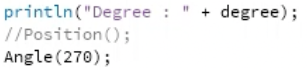 println("Degree : " + degree);
//Position();
Angle(270);